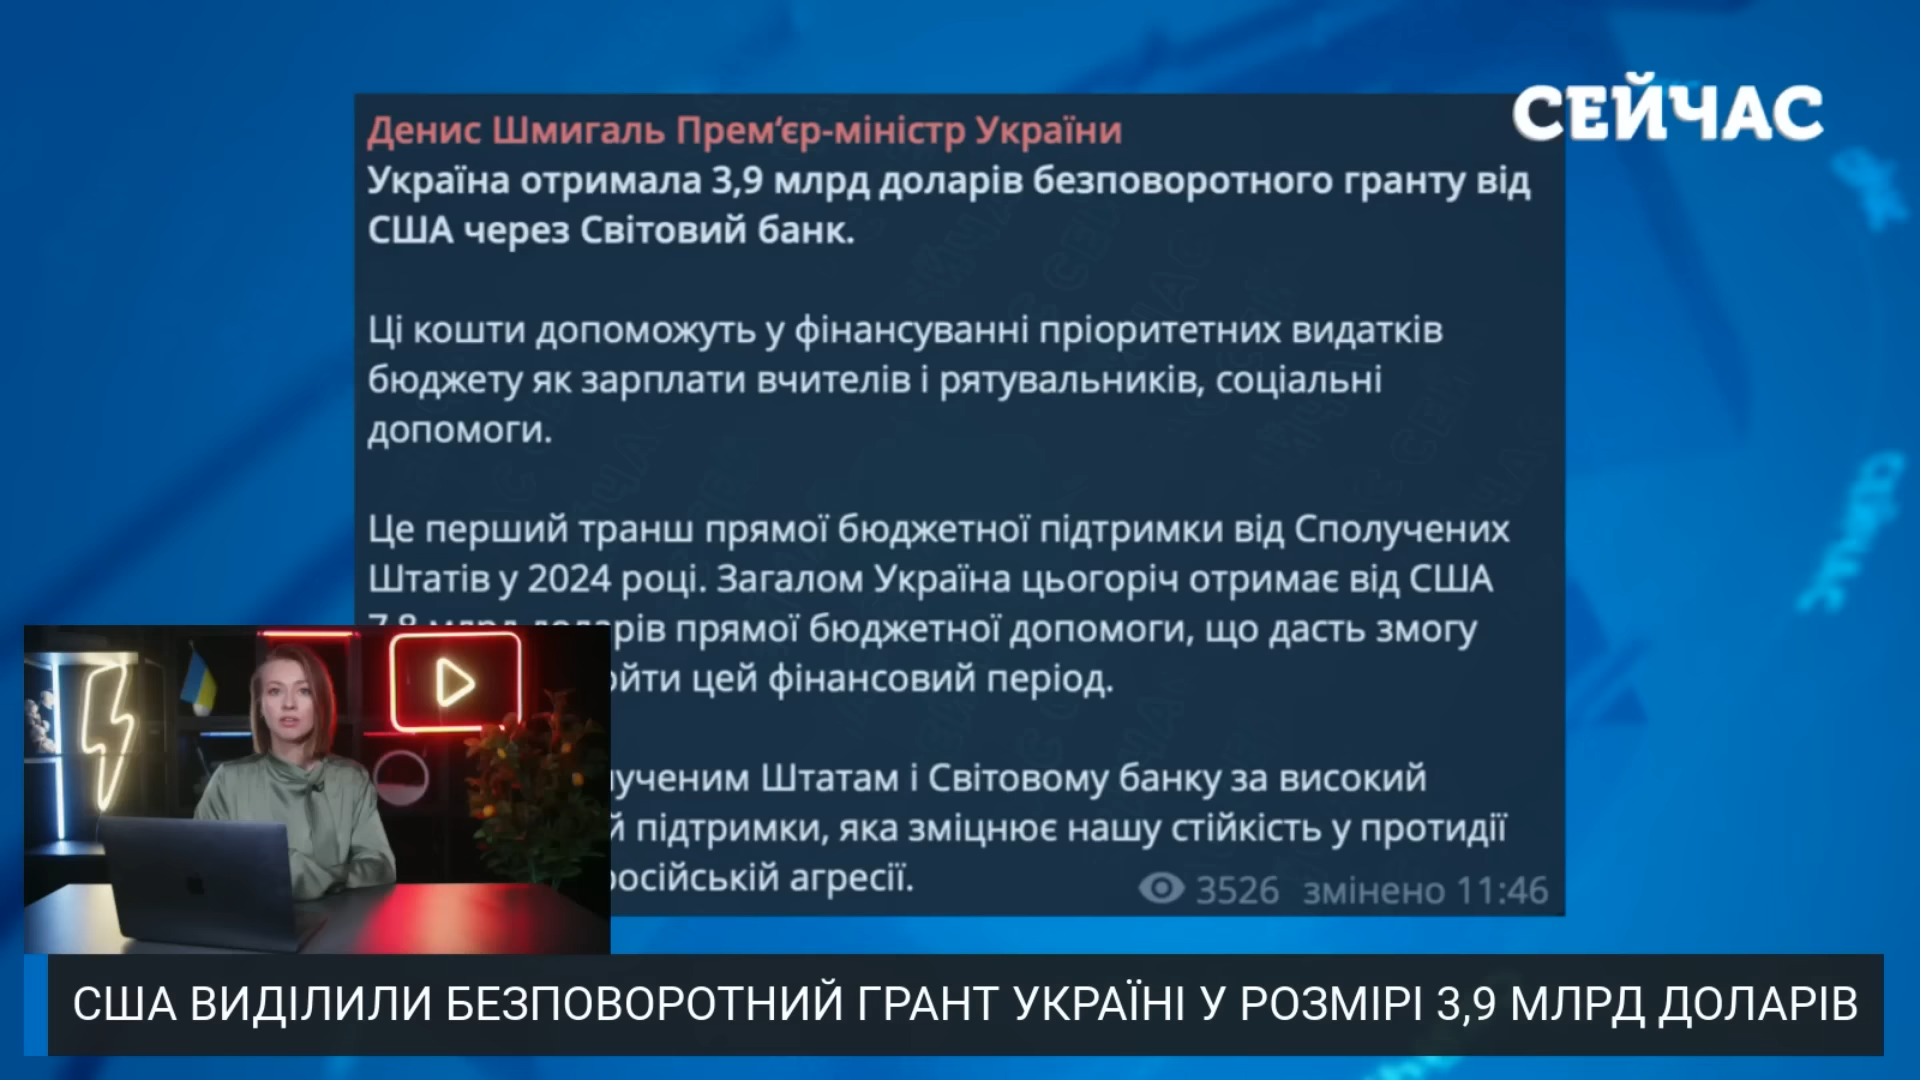 СЕЙЧАС
Денис Шмигаль Прем’єр-міністр України
Україна отримала 3,9 млрд доларів безповоротного гранту від
США через Світовий банк.
Ці кошти допоможуть у фінансуванні пріоритетних видатків
бюджету як зарплати вчителів і рятувальників, соціальні
допомоги.
Це перший транш прямої бюджетної підтримки від Сполучених
Штатів у 2024 році. Загалом Україна цьогоріч отримає від США
7,8 млрд доларів прямої бюджетної допомоги, що дасть змогу
цей фінансовий період.
Штатам і Світовому банку за високий
підтримки, яка зміцнює нашу стійкість у протидії
російській агресії.
3526 змінено 11:46
США ВИДІЛИЛИ БЕЗПОВОРОТНИЙ ГРАНТ УКРАЇНІ У РОЗМІРІ 3,9 МЛРД ДОЛАРІВ